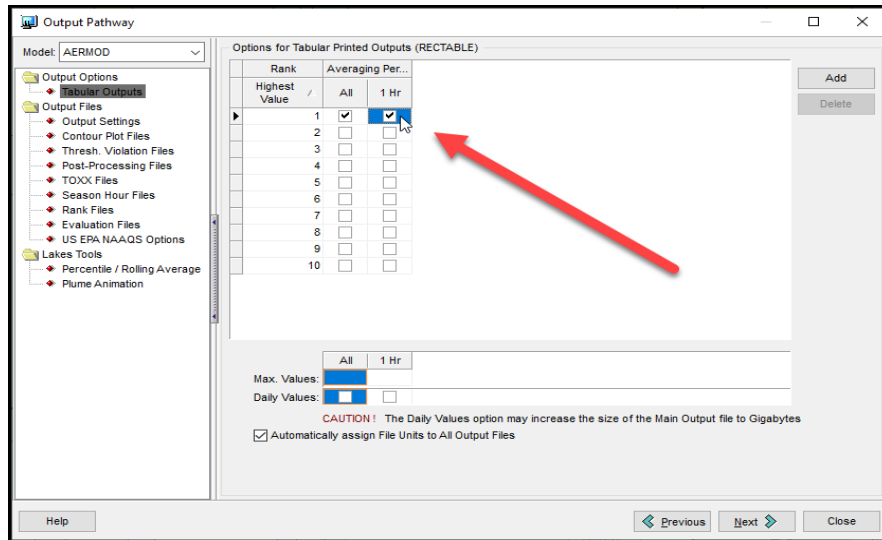 Output Pathway
Model: AERMOD
Output Options
Tabular Outputs
Output Files
Output Settings
Contour Plot Files
Thresh. Violation Files
Post-Processing Files
TOXX Files
Season Hour Files
Rank Files
Evaluation Files
US EPA NAAQS Options
Lakes Tools
Percentile / Rolling Average
Plume Animation
Options for Tabular Printed Outputs (RECTABLE)
Rank Averaging Per...
Highest Value All 1 Hr
1
2
3
4
5
6
7
8
9
10
Add
Delete
All 1 Hr
Max. Values:
Daily Values:
CAUTION ! The Daily Values option may increase the size of the Main Output file to Gigabytes
Automatically assign File Units to All Output Files
Help
Previous
Next
Close